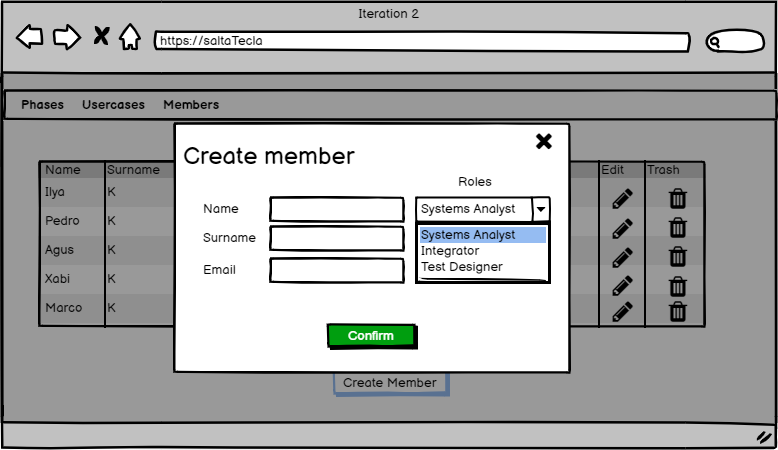 Iteration 2
https://saltaTecla
Phases Usercases Members
Create member
Name Surname Edit Trash
Roles
Ilya K
Name
Systems Analyst
Pedro K
Surname
Systems Analyst
Agus K
Integrator
Email
Test Designer
Xabi K
Marco K
Confirm
Create Member